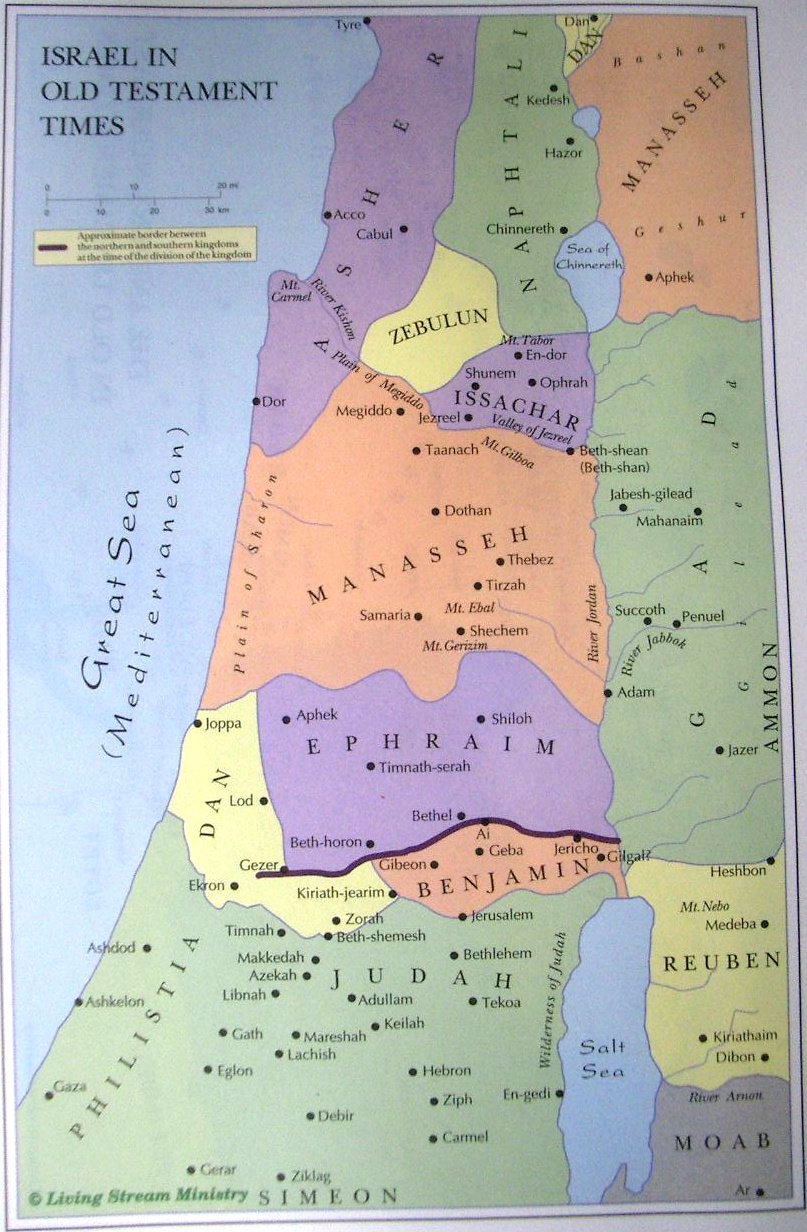 ISRAEL IN
OLD TESTAMENT
TIMES
0 10 20 mi
0 10 20 30 km
Approximate border between
the northern and southern kingdoms
at the time of the division of the kingdom
Tyre
Dan
DAN
Bashan
MANASSEH
Geshur
Aphek
ASHER
NAPHTALI
Kedesh
Hazor
Acco
Cabul
Chinnereth
Sea of
Chinnereth
Mt.
Carmel
River Kishon
ZEBULUN
Mt. Tabor
En-dor
Shunem
Ophrah
ISSACHAR
Plain of Megiddo
Dor
Megiddo
Jezreel
Valley of Jezreel
Taanach
Mt. Gilboa
Beth-shean
(Beth-shan)
Great Sea
(Mediterranean)
Plain of Sharon
Dothan
Jabesh-gilead
Mahanaim
MANASSEH
Thebez
Tirzah
Samaria
Mt. Ebal
Shechem
Mt. Gerizim
River Jordan
Succoth
Penuel
River Jabbok
Adam
GAD
Gilead
AMMON
Jazer
Joppa
Aphek
Shiloh
EPHRAIM
Timnath-serah
DAN
Lod
Bethel
Ai
Beth-horon
Jericho
Gilgal?
Geba
Gibeon
Gezer
BENJAMIN
Heshbon
Ekron
Kiriath-jearim
Mt. Nebo
Medeba
Zorah
Jerusalem
Timnah
Beth-shemesh
REUBEN
Ashdod
Makkedah
Bethlehem
Azekah
JUDAH
Wilderness of Judah
Libnah
Adullam
Tekoa
Ashkelon
PHILISTIA
Keilah
Gath
Mareshah
Kiriathaim
Lachish
Dibon
Salt
Sea
Eglon
Hebron
Gaza
Ziph
En-gedi
River Arnon
Debir
Carmel
MOAB
Gerar
Ziklag
Ar
© Living Stream Ministry
SIMEON